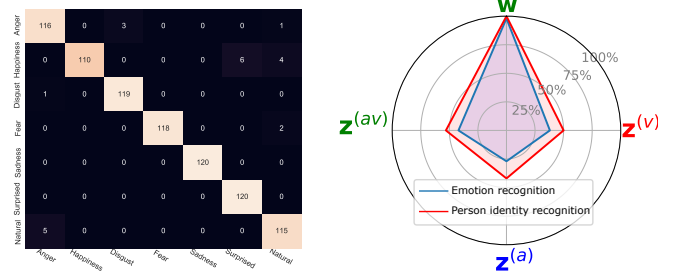 Anger 116 0 3 0 0 0 1
Happiness 0 110 0 0 0 6 4
Disgust 1 0 119 0 0 0 0
Fear 0 0 0 118 0 0 2
Sadness 0 0 0 0 120 0 0
Surprised 0 0 0 0 0 120 0
Natural 5 0 0 0 0 0 115
Anger Happiness Disgust Fear Sadness Surprised Natural
w
100%
75%
50%
25%
z^(av)
z^(v)
Emotion recognition
Person identity recognition
z^(a)